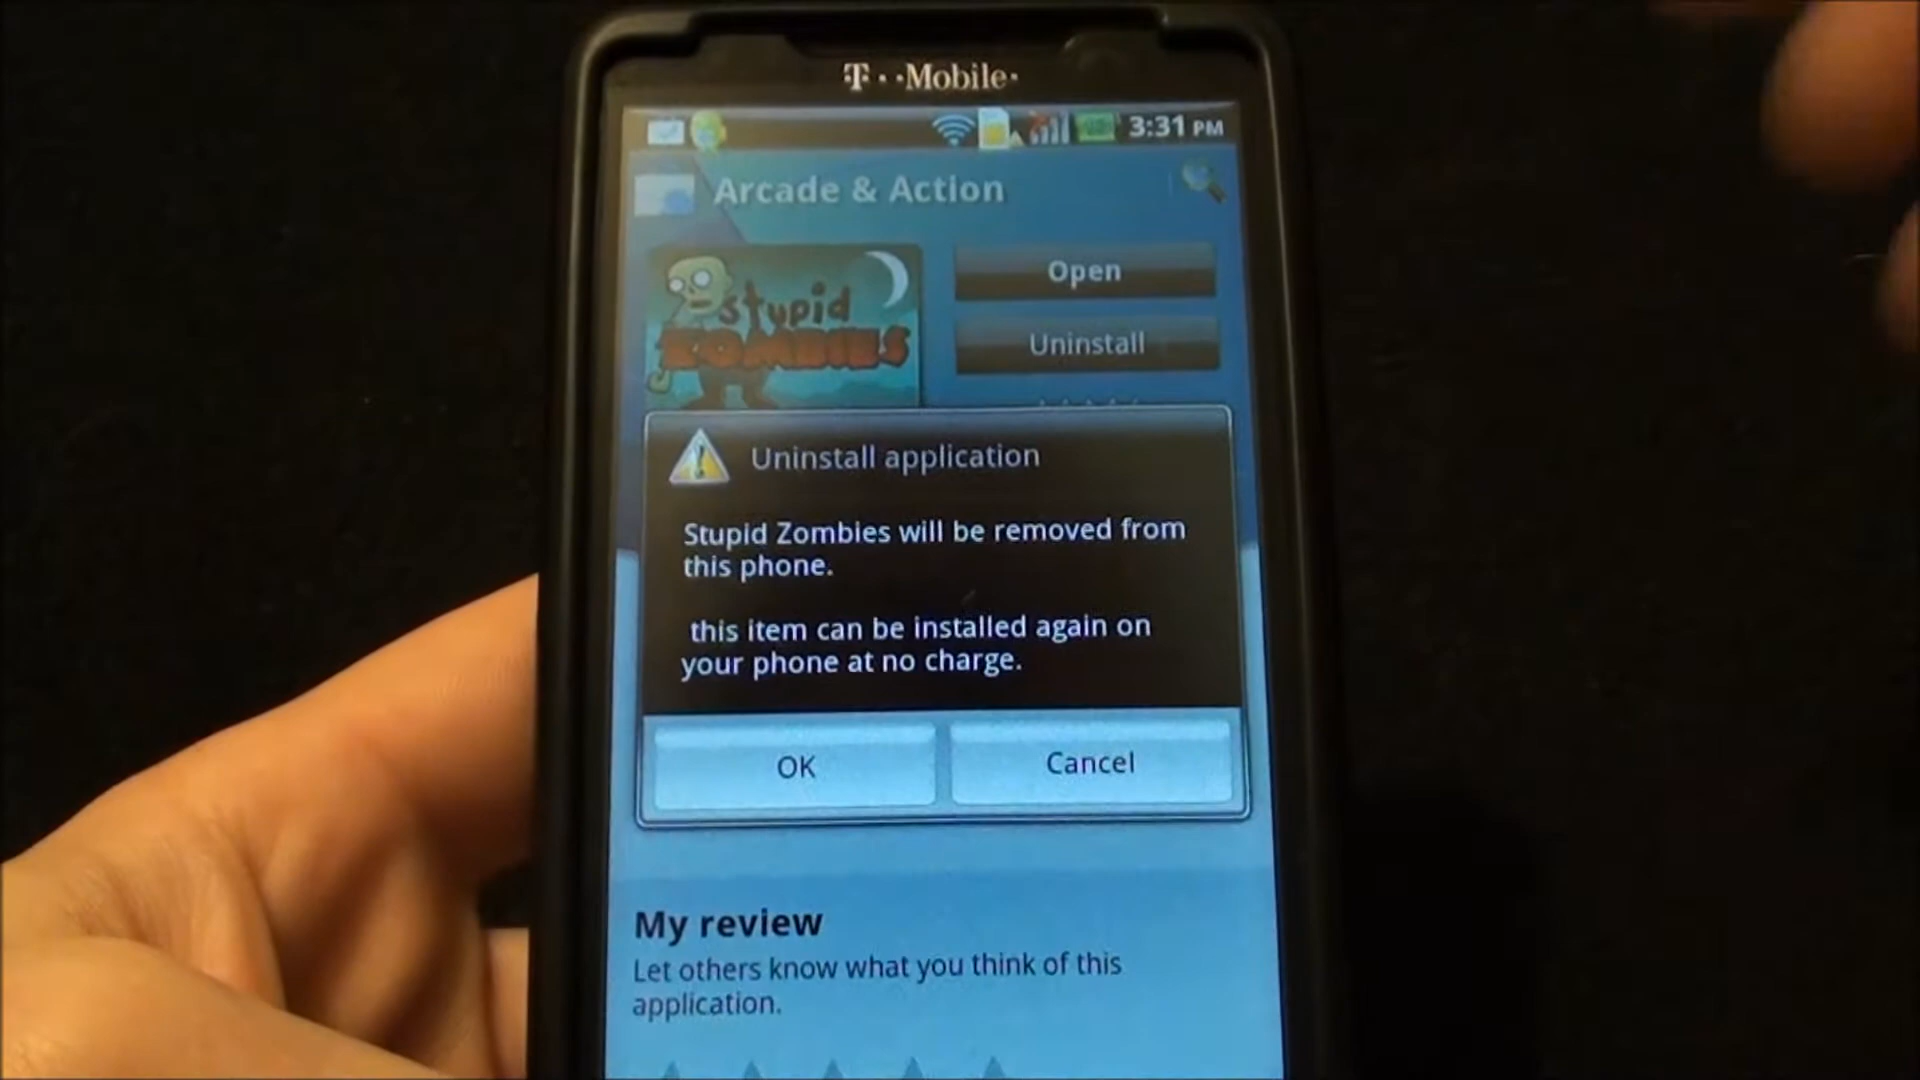 T··Mobile·
3:31 PM
Arcade & Action
stupid
ZOMBIES
Open
Uninstall
Uninstall application
Stupid Zombies will be removed from
this phone.
this item can be installed again on
your phone at no charge.
OK
Cancel
My review
Let others know what you think of this
application.